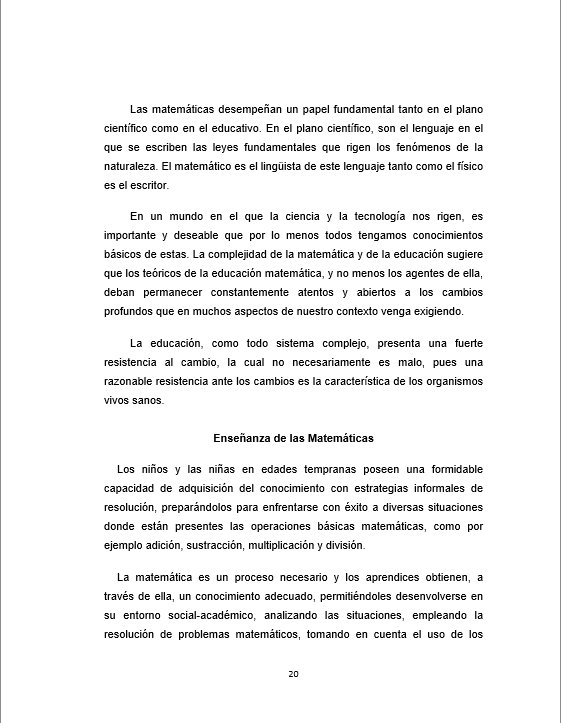 Las matemáticas desempeñan un papel fundamental tanto en el plano
científico como en el educativo. En el plano científico, son el lenguaje en el
que se escriben las leyes fundamentales que rigen los fenómenos de la
naturaleza. El matemático es el lingüista de este lenguaje tanto como el físico
es el escritor.
En un mundo en el que la ciencia y la tecnología nos rigen, es
importante y deseable que por lo menos todos tengamos conocimientos
básicos de estas. La complejidad de la matemática y de la educación sugiere
que los teóricos de la educación matemática, y no menos los agentes de ella,
deban permanecer constantemente atentos y abiertos a los cambios
profundos que en muchos aspectos de nuestro contexto venga exigiendo.
La educación, como todo sistema complejo, presenta una fuerte
resistencia al cambio, la cual no necesariamente es malo, pues una
razonable resistencia ante los cambios es la característica de los organismos
vivos sanos.
Enseñanza de las Matemáticas
Los niños y las niñas en edades tempranas poseen una formidable
capacidad de adquisición del conocimiento con estrategias informales de
resolución, preparándolos para enfrentarse con éxito a diversas situaciones
donde están presentes las operaciones básicas matemáticas, como por
ejemplo adición, sustracción, multiplicación y división.
La matemática es un proceso necesario y los aprendices obtienen, a
través de ella, un conocimiento adecuado, permitiéndoles desenvolverse en
su entorno social-académico, analizando las situaciones, empleando la
resolución de problemas matemáticos, tomando en cuenta el uso de los
20